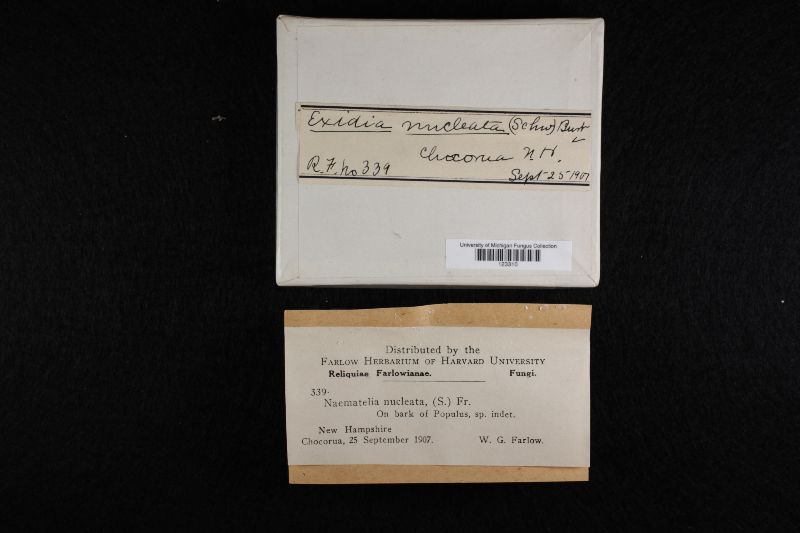 Exidia nucleata (Schw) Burt
Chocorua N H.
R. F. no. 339
Sept 25 1907
University of Michigan Fungus Collection
123310
Distributed by the
FARLOW HERBARIUM OF HARVARD UNIVERSITY
Reliquiae Farlowianae. Fungi.
339.
Naematelia nucleata, (S.) Fr.
On bark of Populus, sp. indet.
New Hampshire
Chocorua, 25 September 1907. W. G. Farlow.